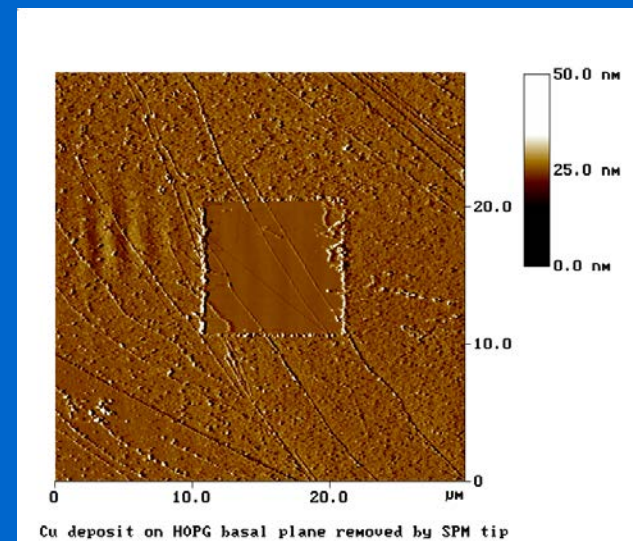 50.0 nM
25.0 nM
0.0 nM
20.0
10.0
0
0
10.0
20.0
μM
Cu deposit on HOPG basal plane removed by SPM tip